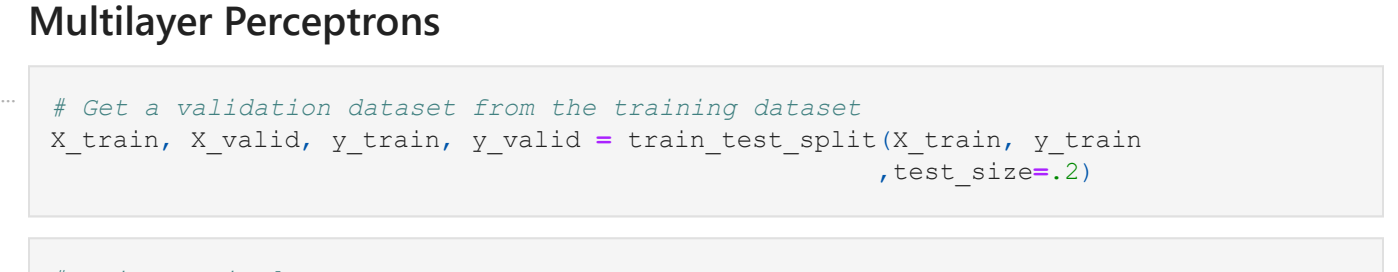 Multilayer Perceptrons
...
# Get a validation dataset from the training dataset
X_train, X_valid, y_train, y_valid = train_test_split(X_train, y_train
,test_size=.2)